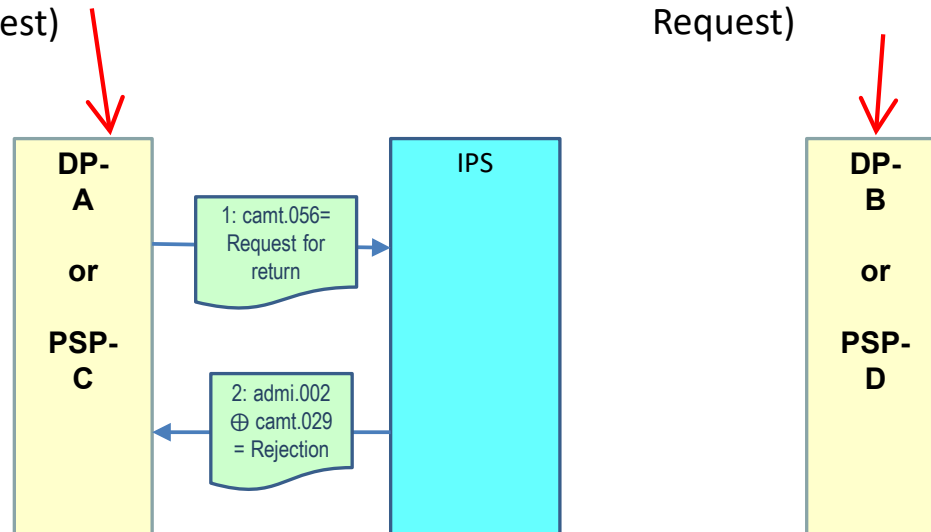 est)
Request)
DP-
A
or
PSP-
C
1: camt.056=
Request for
return
2: admi.002
⊕ camt.029
= Rejection
IPS
DP-
B
or
PSP-
D